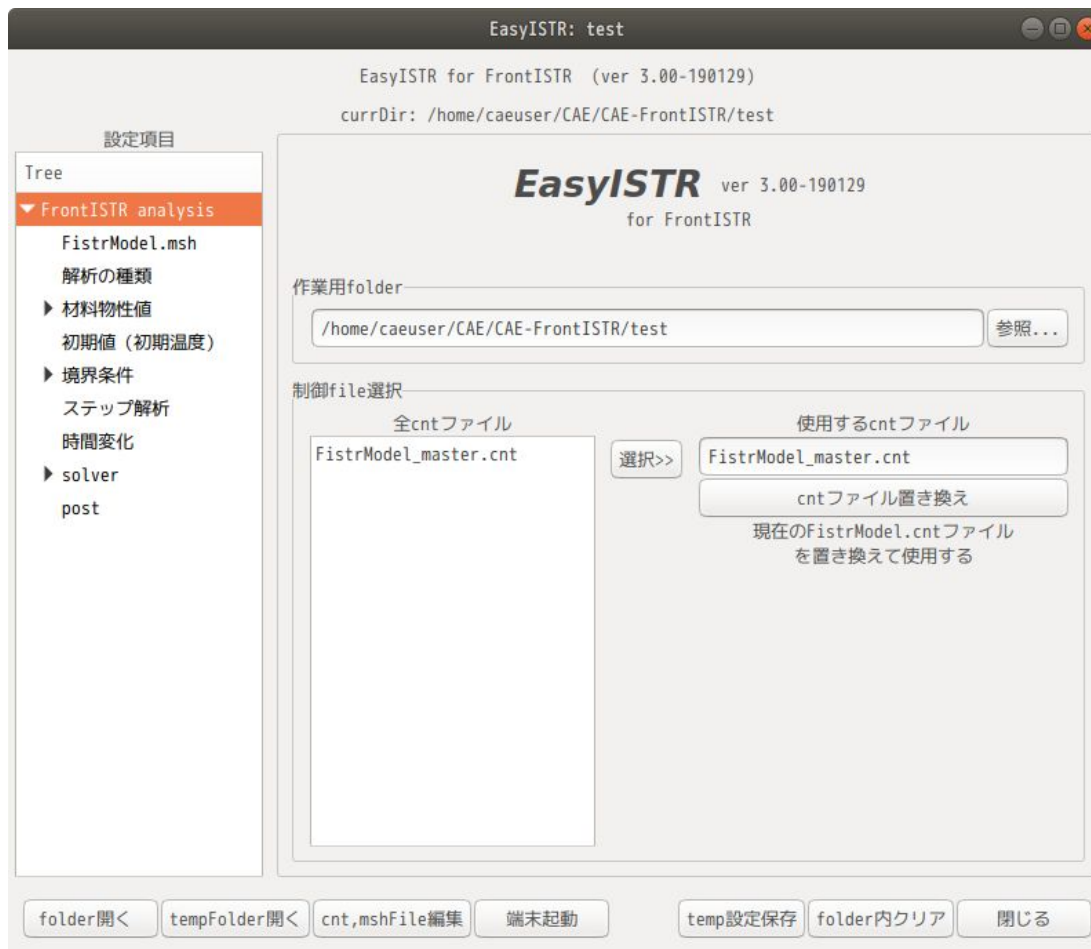 EasyISTR: test
EasyISTR for FrontISTR (ver 3.00-190129)
currDir: /home/caeuser/CAE/CAE-FrontISTR/test
設定項目
Tree
FrontISTR analysis
FistrModel.msh
解析の種類
材料物性値
初期値（初期温度）
境界条件
ステップ解析
時間変化
solver
post
EasyISTR ver 3.00-190129
for FrontISTR
作業用folder
/home/caeuser/CAE/CAE-FrontISTR/test 参照...
制御file選択
全cntファイル
FistrModel_master.cnt
選択>>
使用するcntファイル
FistrModel_master.cnt
cntファイル置き換え
現在のFistrModel.cntファイル
を置き換えて使用する
folder開く tempFolder開く cnt,mshFile編集 端末起動 temp設定保存 folder内クリア 閉じる